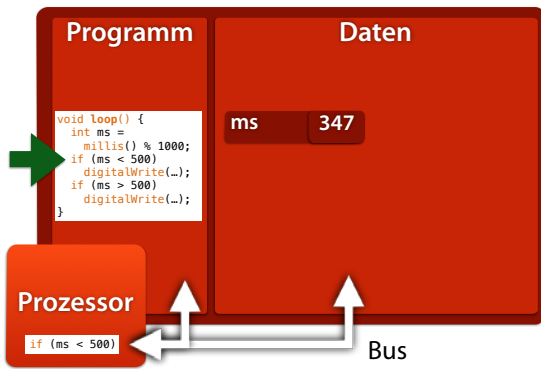 Programm
Daten
void loop() {
  int ms =
    millis() % 1000;
  if (ms < 500)
    digitalWrite(…);
  if (ms > 500)
    digitalWrite(…);
}
ms 347
Prozessor
if (ms < 500)
Bus